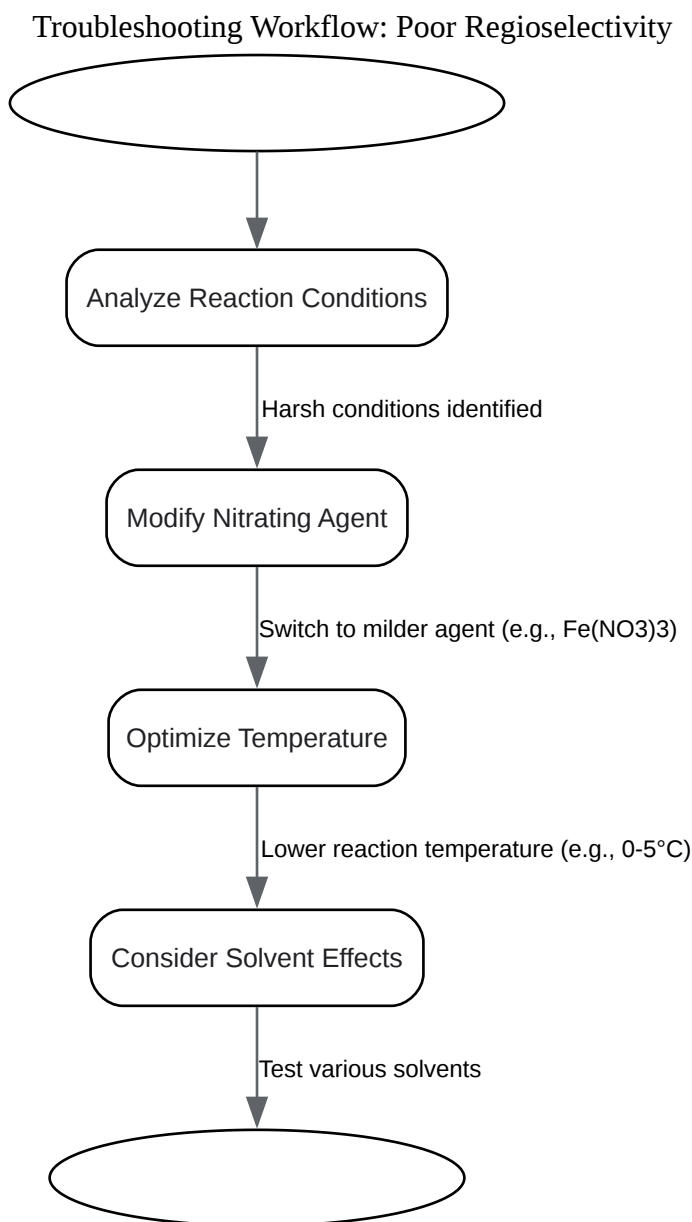 Troubleshooting Workflow: Poor Regioselectivity
Analyze Reaction Conditions
Harsh conditions identified
Modify Nitrating Agent
Switch to milder agent (e.g., Fe(NO3)3)
Optimize Temperature
Lower reaction temperature (e.g., 0-5°C)
Consider Solvent Effects
Test various solvents